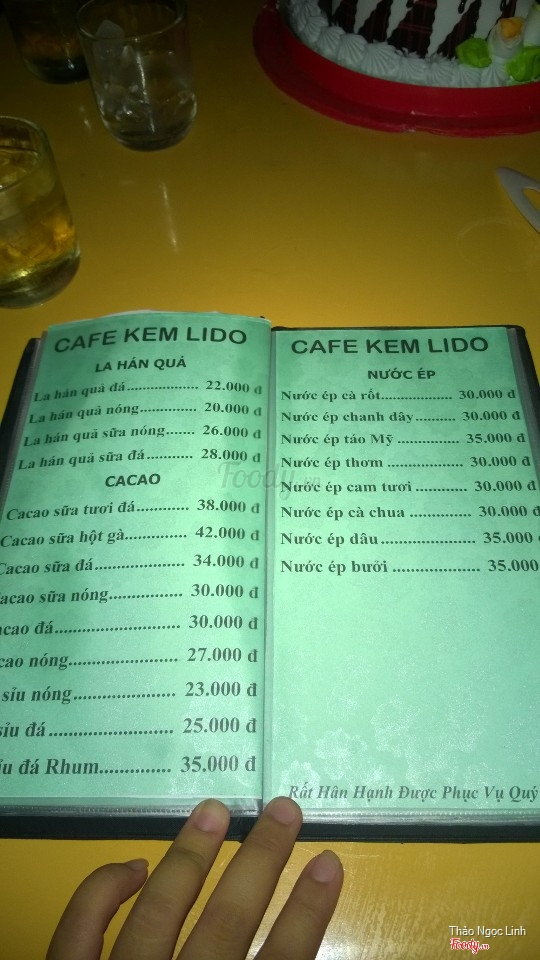 CAFE KEM LIDO
LA HÁN QUẢ
La hán quả đá.................. 22.000 đ
La hán quả nóng.............. 20.000 đ
La hán quả sữa nóng......... 26.000 đ
La hán quả sữa đá............ 28.000 đ
CACAO
Cacao sữa tươi đá.............. 38.000 đ
Cacao sữa hột gà................ 42.000 đ
Cacao sữa đá...................... 34.000 đ
acao sữa nóng.................. 30.000 đ
cao đá............................... 30.000 đ
cao nóng........................... 27.000 đ
sỉu nóng........................ 23.000 đ
sỉu đá............................ 25.000 đ
ỉu đá Rhum................ 35.000 đ
CAFE KEM LIDO
NƯỚC ÉP
Nước ép cà rốt.................... 30.000 đ
Nước ép chanh dây............ 30.000 đ
Nước ép táo Mỹ ................ 35.000 đ
Nước ép thơm .................... 30.000 đ
Nước ép cam tươi ............. 30.000 đ
Nước ép cà chua ................ 30.000 đ
Nước ép dâu....................... 35.000
Nước ép bưởi ..................... 35.000
Rất Hân Hạnh Được Phục Vụ Quý
Foody.vn
Thảo Ngọc Linh
Foody.vn